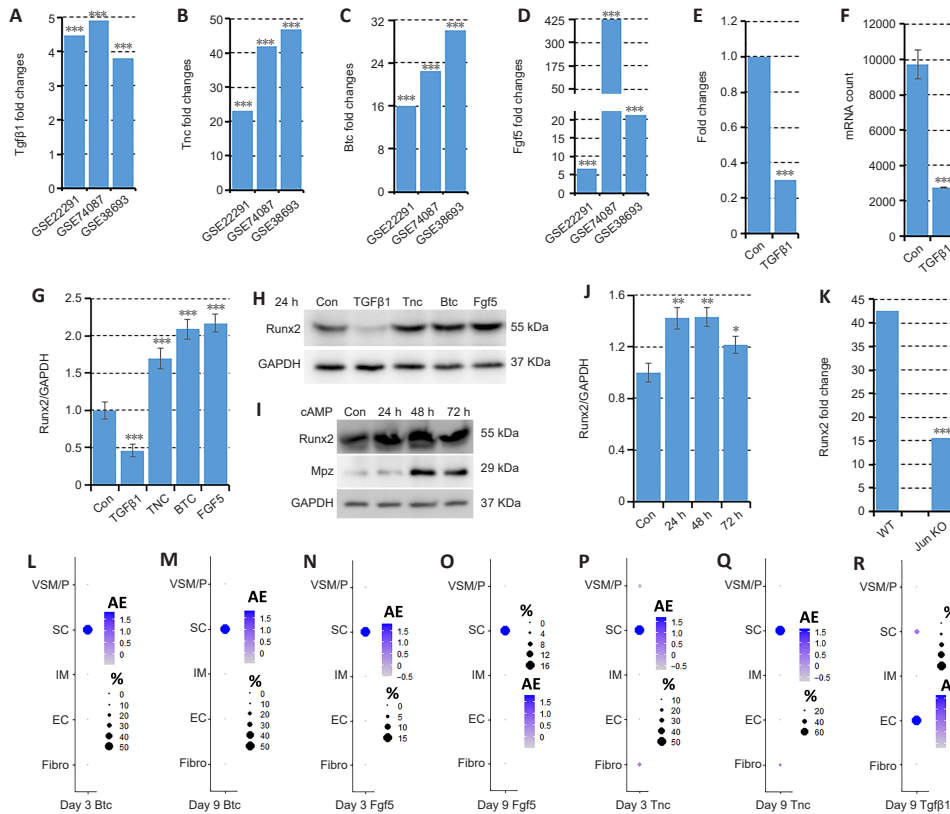 A
Tgfβ1 fold changes
5
4
3
2
1
0
***
***
***
GSE22291
GSE74087
GSE38693
B
Tnc fold changes
50
40
30
20
10
0
***
***
***
GSE22291
GSE74087
GSE38693
C
Btc fold changes
32
24
16
8
0
***
***
***
GSE22291
GSE74087
GSE38693
D
Fgf5 fold changes
425
300
175
50
20
15
10
5
0
***
***
***
GSE22291
GSE74087
GSE38693
E
Fold changes
1.2
1.0
0.8
0.6
0.4
0.2
0
***
Con
TGFβ1
F
mRNA count
12000
10000
8000
6000
4000
2000
0
***
Con
TGFβ1
G
Runx2/GAPDH
2.5
2.0
1.5
1.0
0.5
0
***
***
***
***
Con
TGFβ1
TNC
BTC
FGF5
H
24 h Con TGFβ1 Tnc Btc Fgf5
Runx2 55 kDa
GAPDH 37 KDa
I
cAMP Con 24 h 48 h 72 h
Runx2 55 kDa
Mpz 29 kDa
GAPDH 37 KDa
J
Runx2/GAPDH
1.6
1.2
0.8
0.4
0
**
**
*
Con
24 h
48 h
72 h
K
Runx2 fold change
45
40
35
30
25
20
15
10
5
0
***
WT
Jun KO
L
VSM/P
SC
IM
EC
Fibro
AE
1.5
1.0
0.5
0
%
0
10
20
30
40
50
Day 3 Btc
M
VSM/P
SC
IM
EC
Fibro
AE
1.5
1.0
0.5
0
%
0
10
20
30
40
50
Day 9 Btc
N
VSM/P
SC
IM
EC
Fibro
AE
1.5
1.0
0.5
0
−0.5
%
0
5
10
15
Day 3 Fgf5
O
VSM/P
SC
IM
EC
Fibro
%
0
4
8
12
16
AE
1.5
1.0
0.5
0
Day 9 Fgf5
P
VSM/P
SC
IM
EC
Fibro
AE
1.5
1.0
0.5
0
−0.5
%
0
10
20
30
40
50
Day 3 Tnc
Q
VSM/P
SC
IM
EC
Fibro
AE
1.5
1.0
0.5
0
−0.5
%
20
40
60
Day 9 Tnc
R
VSM/P
SC
IM
EC
Fibro
Day 9 Tgfβ1